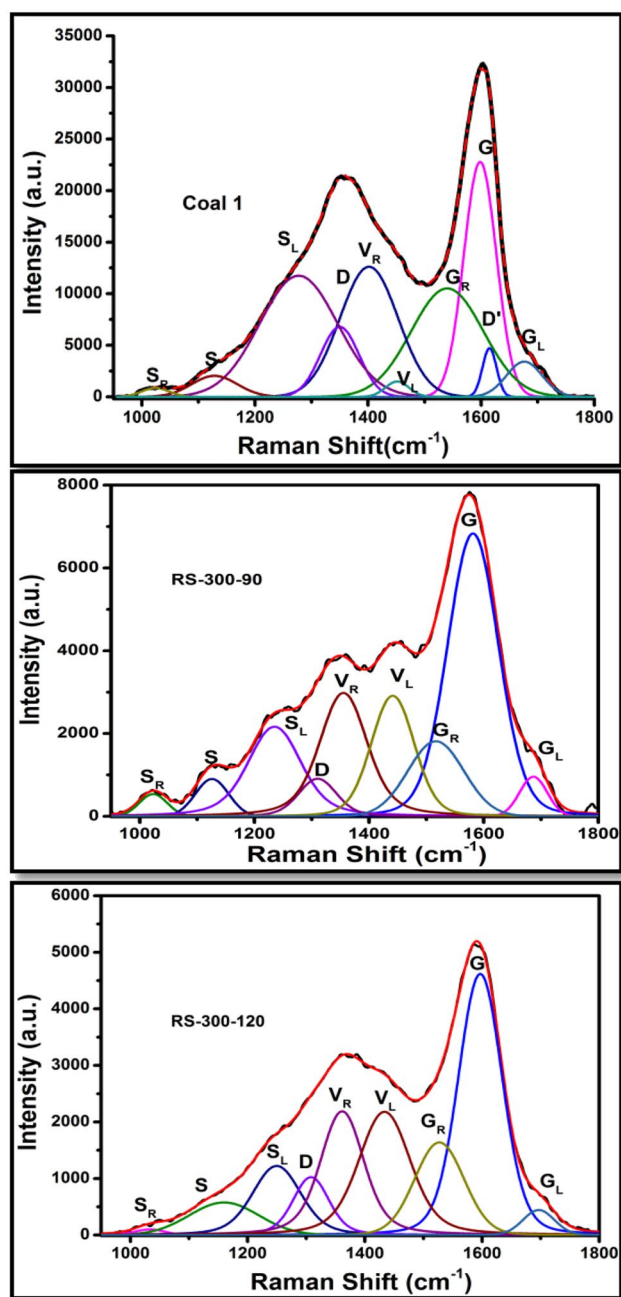 35000
30000
25000
20000
15000
10000
5000
0
Intensity (a.u.)
Coal 1
S_R
S
S_L
D
V_R
V_L
G_R
G
D'
G_L
1000 1200 1400 1600 1800
Raman Shift(cm⁻¹)
8000
6000
4000
2000
0
Intensity (a.u.)
RS-300-90
S_R
S
S_L
D
V_R
V_L
G_R
G
G_L
1000 1200 1400 1600 1800
Raman Shift (cm⁻¹)
6000
5000
4000
3000
2000
1000
0
Intensity (a.u.)
RS-300-120
S_R
S
S_L
D
V_R
V_L
G_R
G
G_L
1000 1200 1400 1600 1800
Raman Shift (cm⁻¹)